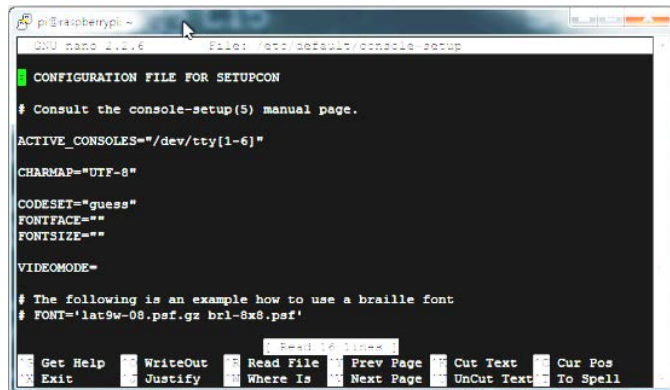 pi@raspberrypi: ~
GNU nano 2.2.6 File: /etc/default/console-setup
# CONFIGURATION FILE FOR SETUPCON
# Consult the console-setup(5) manual page.
ACTIVE_CONSOLES="/dev/tty[1-6]"
CHARMAP="UTF-8"
CODESET="guess"
FONTFACE=""
FONTSIZE=""
VIDEOMODE=
# The following is an example how to use a braille font
# FONT='lat9w-08.psf.gz brl-8x8.psf'
[ Read 16 lines ]
Get Help WriteOut Read File Prev Page Cut Text Cur Pos
Exit Justify Where Is Next Page UnCut Text To Spell